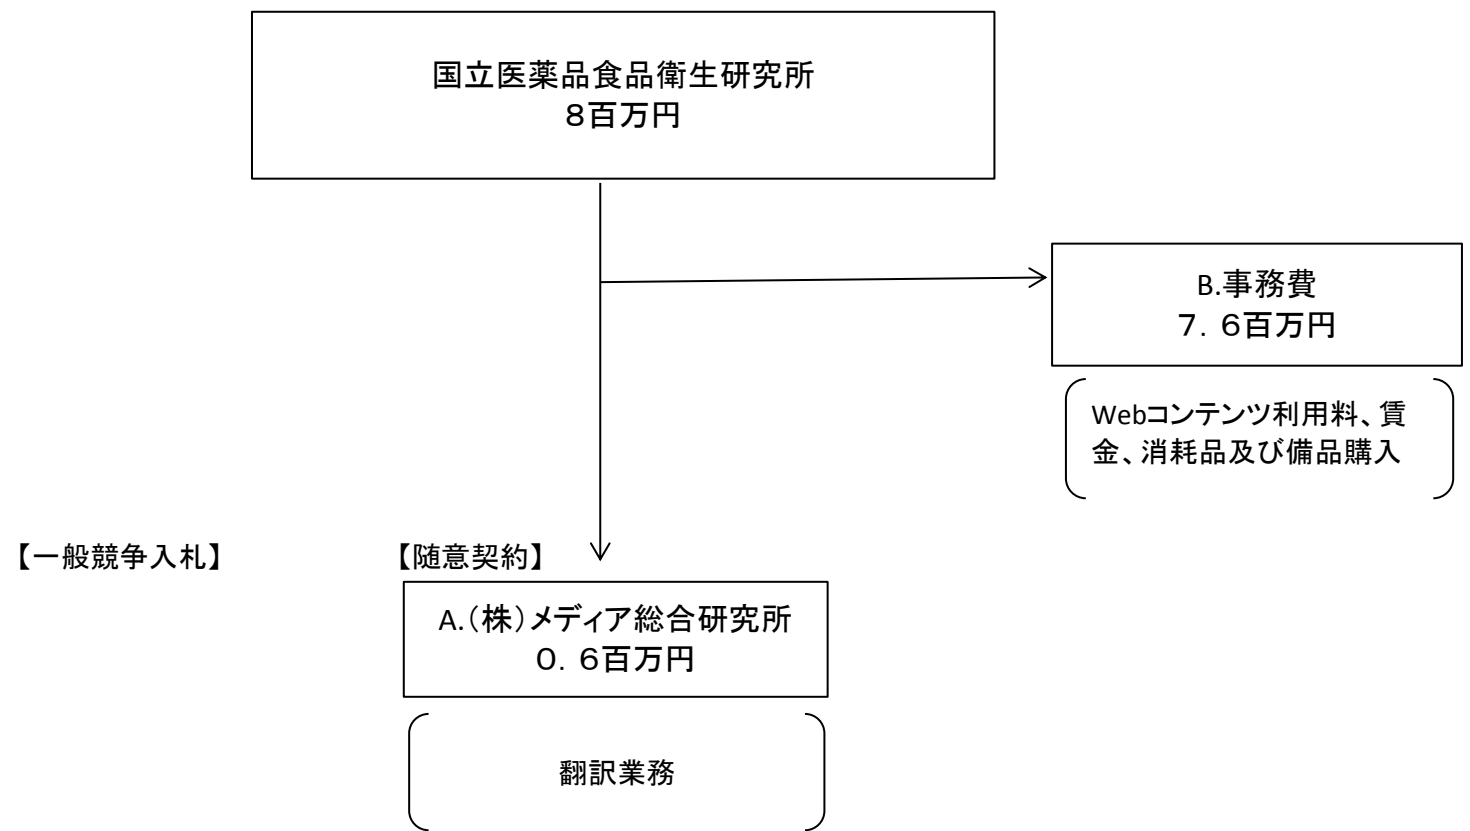 国立医薬品食品衛生研究所
８百万円
B.事務費
７．６百万円
Webコンテンツ利用料、賃
金、消耗品及び備品購入
【一般競争入札】
【随意契約】
A.（株）メディア総合研究所
０．６百万円
翻訳業務